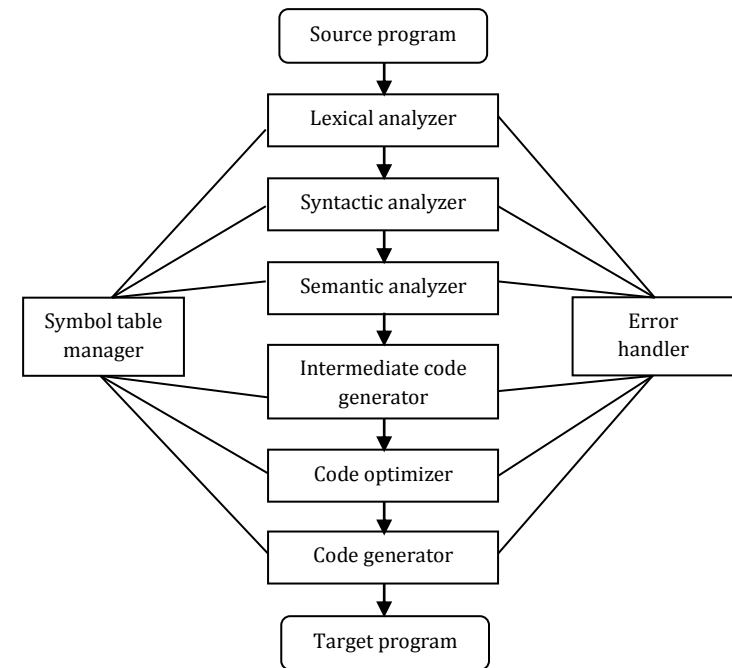 Source program
Lexical analyzer
Syntactic analyzer
Semantic analyzer
Symbol table
manager
Error
handler
Intermediate code
generator
Code optimizer
Code generator
Target program